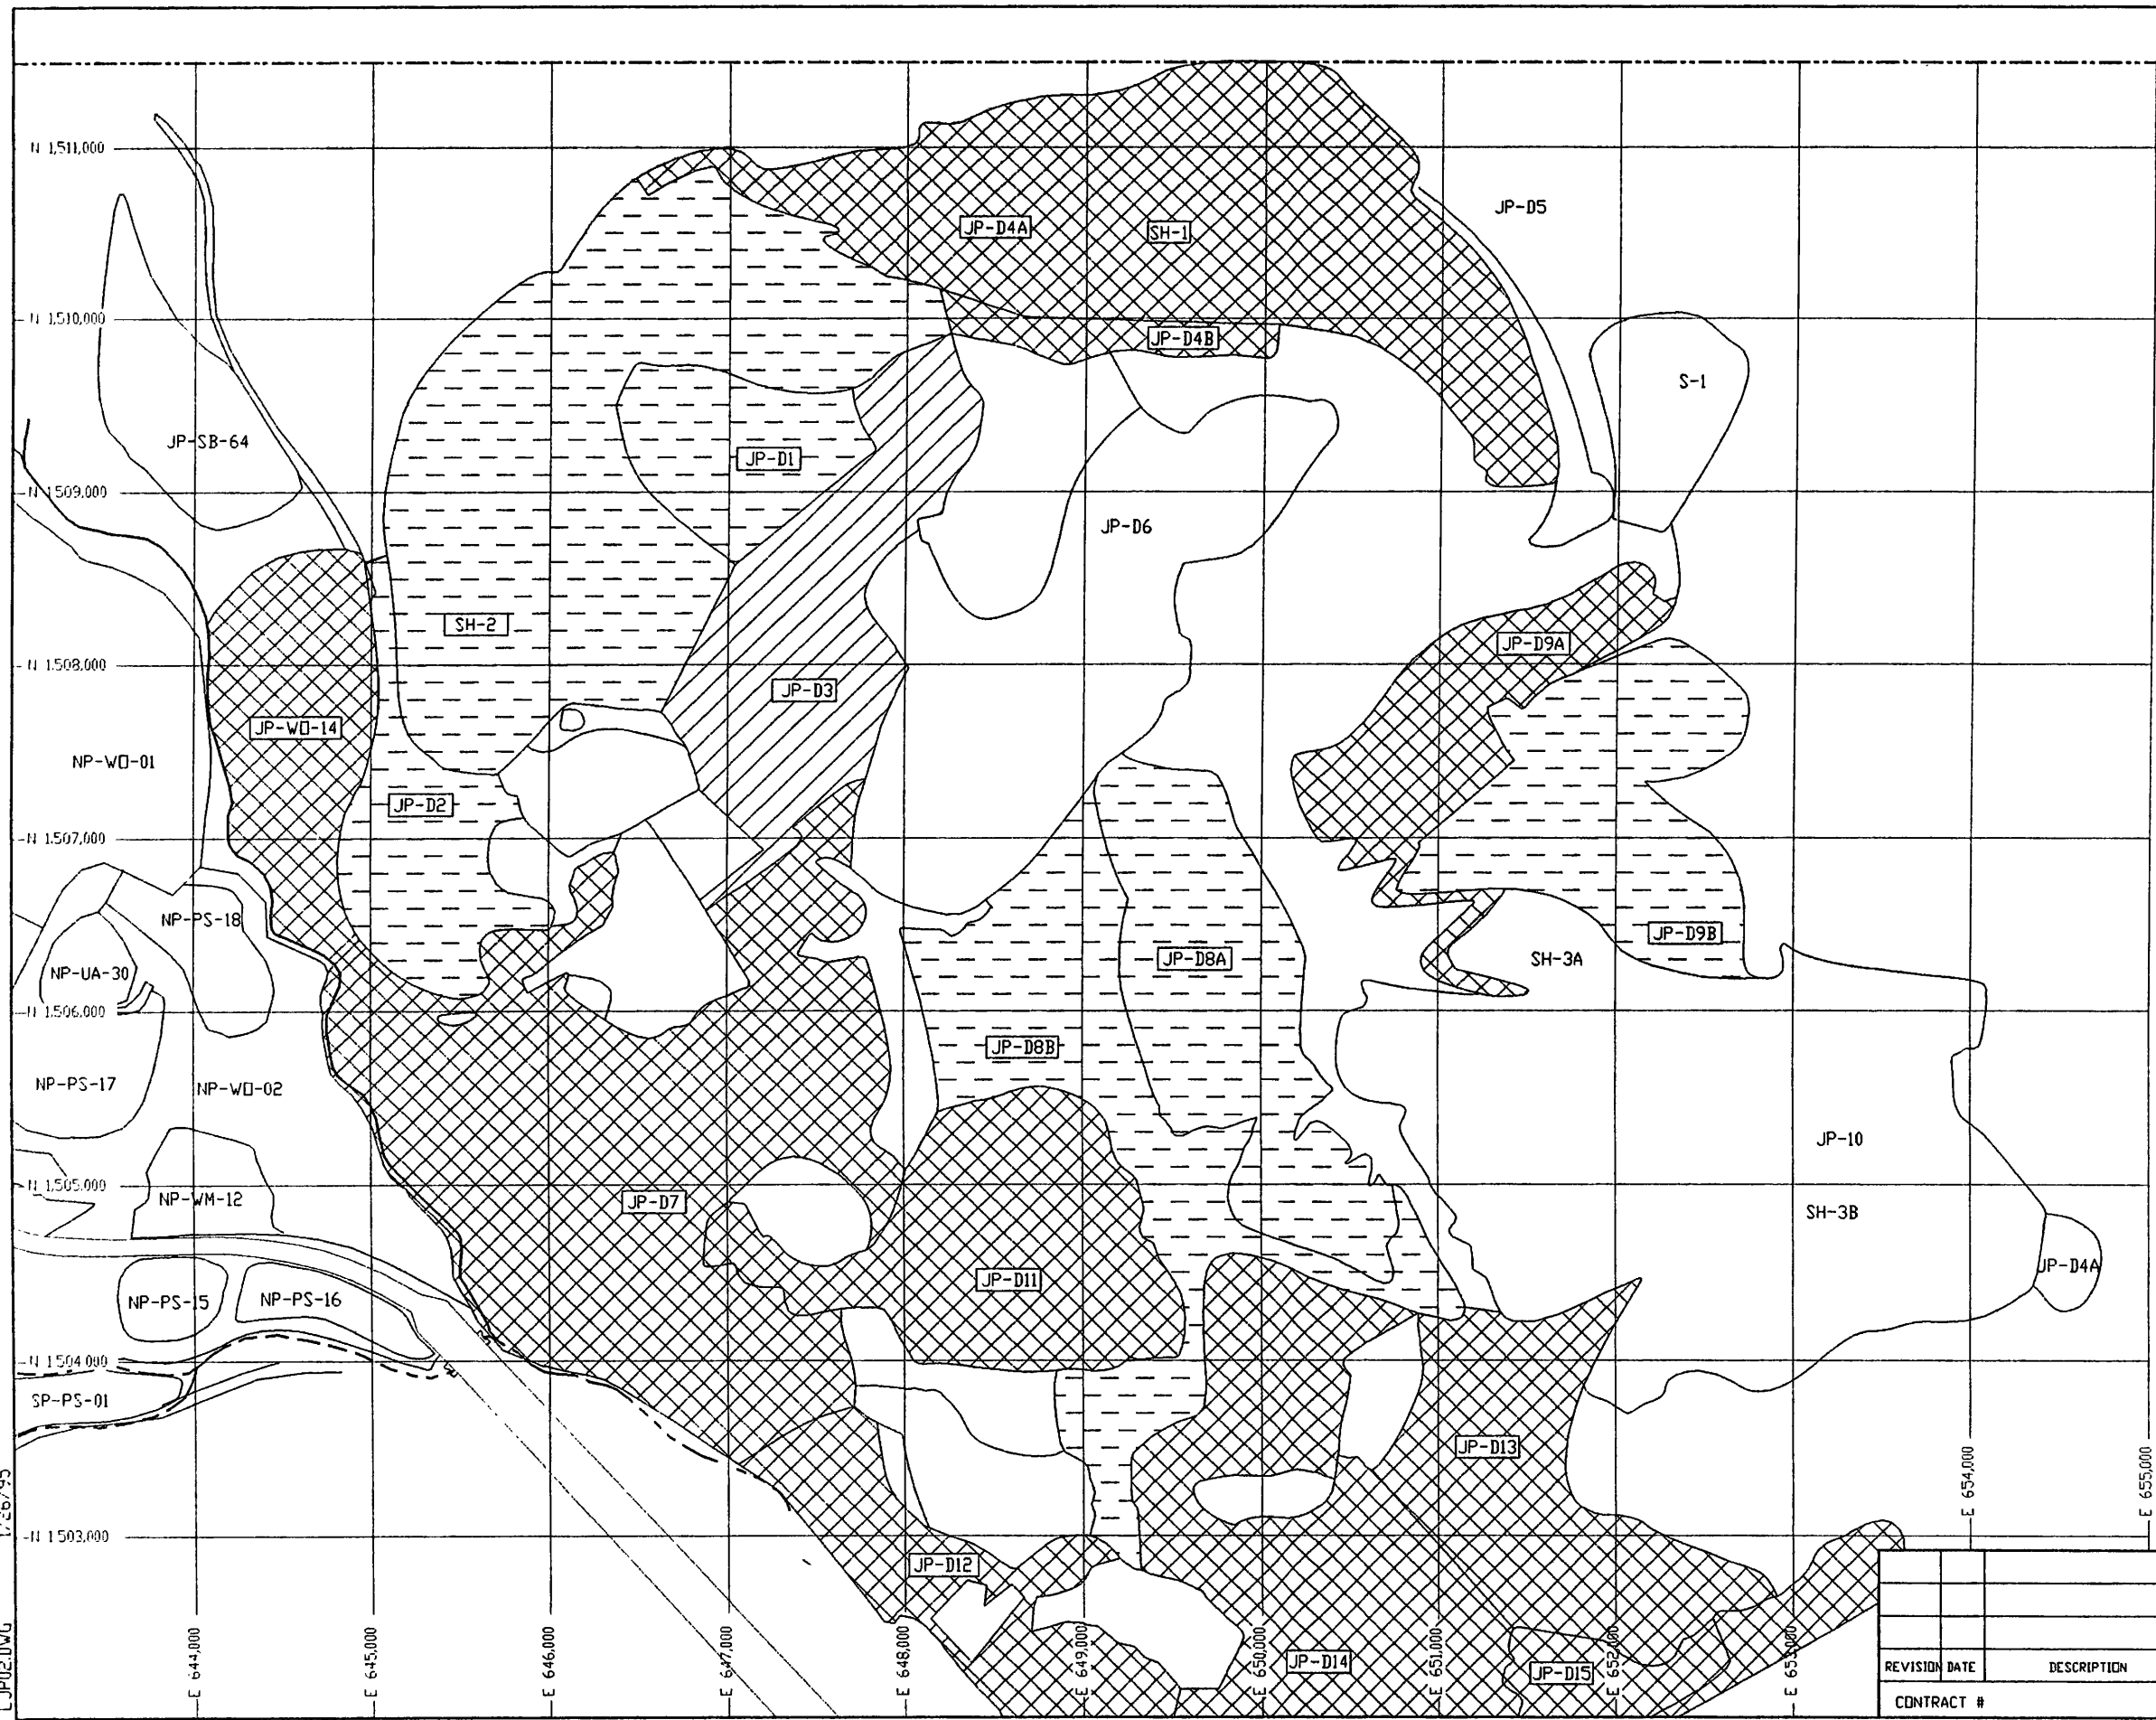 N 1,511,000
JP-D5
JP-D4A
SH-1
N 1,510,000
JP-D4B
S-1
JP-SB-64
JP-D1
N 1,509,000
JP-D6
SH-2
JP-D9A
N 1,508,000
JP-D3
JP-WO-14
NP-WO-01
JP-D2
N 1,507,000
NP-PS-18
JP-D9B
NP-UA-30
JP-D8A
SH-3A
N 1,506,000
JP-D8B
NP-PS-17
NP-WO-02
JP-10
N 1,505,000
NP-WM-12
JP-D7
SH-3B
JP-D4A
JP-D11
NP-PS-15
NP-PS-16
N 1,504,000
SP-PS-01
JP-D13
N 1,503,000
JP-D12
JP-D14
JP-D15
E 644,000
E 645,000
E 646,000
E 647,000
E 648,000
E 649,000
E 650,000
E 651,000
E 652,000
E 653,000
E 654,000
E 655,000
REVISION DATE DESCRIPTION
CONTRACT #